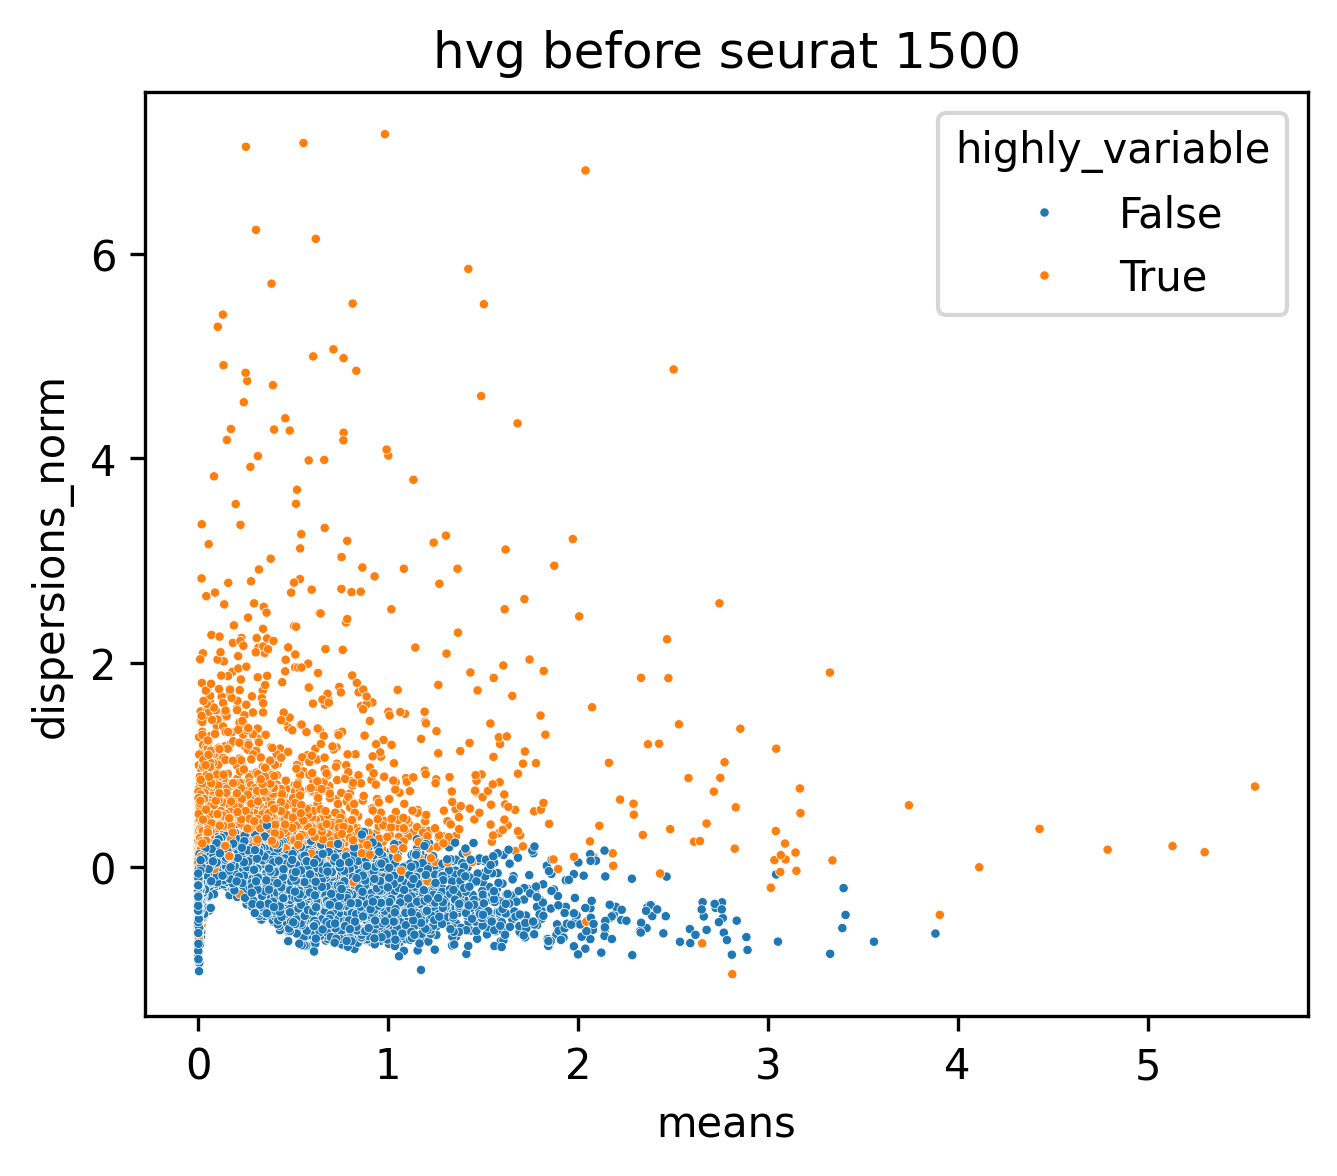 hvg before seurat 1500
highly_variable
False
True
6
4
2
0
dispersions_norm
0 1 2 3 4 5
means